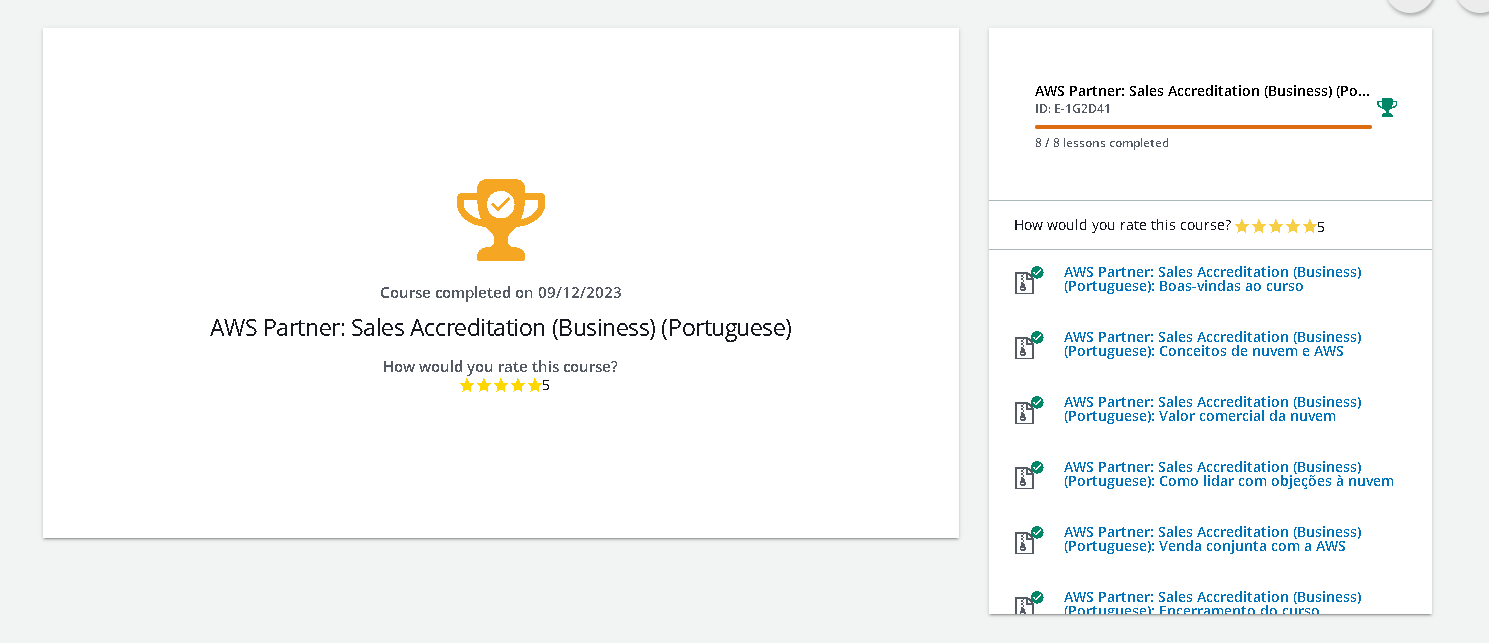 Course completed on 09/12/2023
AWS Partner: Sales Accreditation (Business) (Portuguese)
How would you rate this course?
5
AWS Partner: Sales Accreditation (Business) (Po...
ID: E-1G2D41
8 / 8 lessons completed
How would you rate this course? 5
AWS Partner: Sales Accreditation (Business)
(Portuguese): Boas-vindas ao curso
AWS Partner: Sales Accreditation (Business)
(Portuguese): Conceitos de nuvem e AWS
AWS Partner: Sales Accreditation (Business)
(Portuguese): Valor comercial da nuvem
AWS Partner: Sales Accreditation (Business)
(Portuguese): Como lidar com objeções à nuvem
AWS Partner: Sales Accreditation (Business)
(Portuguese): Venda conjunta com a AWS
AWS Partner: Sales Accreditation (Business)
(Portuguese): Encerramento do curso